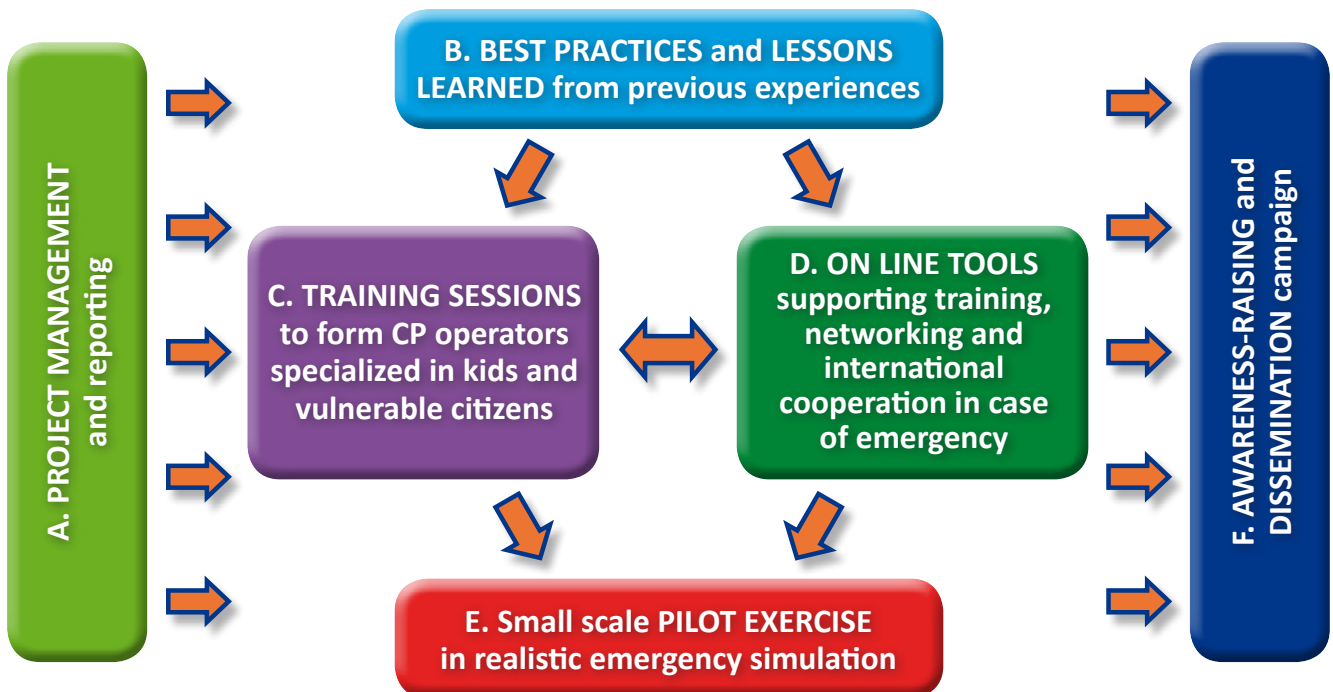 A. PROJECT MANAGEMENT
and reporting
B. BEST PRACTICES and LESSONS
LEARNED from previous experiences
C. TRAINING SESSIONS
to form CP operators
specialized in kids and
vulnerable citizens
D. ON LINE TOOLS
supporting training,
networking and
international
cooperation in case
of emergency
E. Small scale PILOT EXERCISE
in realistic emergency simulation
F. AWARENESS-RAISING and
DISSEMINATION campaign